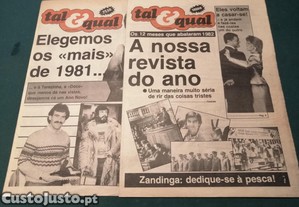 tal & qual
Elegemos
os «mais»
de 1981...
tal & qual
Eles voltam
a casar-se!
Os 12 meses que abalaram 1982
A nossa
revista
do ano
Uma maneira muito séria
de rir das coisas tristes
Zandinga: dedique-se à pesca!
CustoJusto.pt